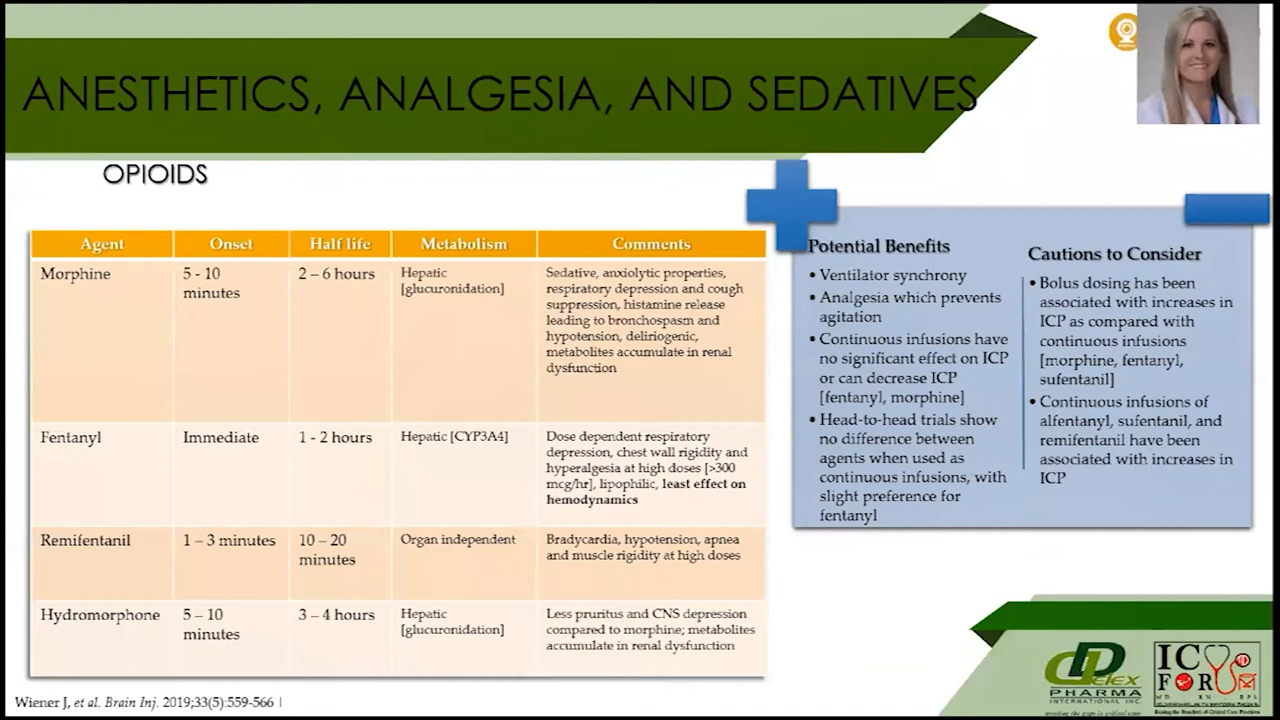 ANESTHETICS, ANALGESIA, AND SEDATIVES
OPIOIDS
Agent Onset Half life Metabolism Comments
Morphine
5 - 10
minutes
2 – 6 hours
Hepatic
[glucuronidation]
Sedative, anxiolytic properties,
respiratory depression and cough
suppression, histamine release
leading to bronchospasm and
hypotension, deliriogenic,
metabolites accumulate in renal
dysfunction
Fentanyl
Immediate
1 - 2 hours
Hepatic [CYP3A4]
Dose dependent respiratory
depression, chest wall rigidity and
hyperalgesia at high doses [>300
mcg/hr], lipophilic, least effect on
hemodynamics
Remifentanil
1 – 3 minutes
10 – 20
minutes
Organ independent
Bradycardia, hypotension, apnea
and muscle rigidity at high doses
Hydromorphone
5 – 10
minutes
3 – 4 hours
Hepatic
[glucuronidation]
Less pruritus and CNS depression
compared to morphine; metabolites
accumulate in renal dysfunction
Potential Benefits
• Ventilator synchrony
• Analgesia which prevents
agitation
• Continuous infusions have
no significant effect on ICP
or can decrease ICP
[fentanyl, morphine]
• Head-to-head trials show
no difference between
agents when used as
continuous infusions, with
slight preference for
fentanyl
Cautions to Consider
• Bolus dosing has been
associated with increases in
ICP as compared with
continuous infusions
[morphine, fentanyl,
sufentanil]
• Continuous infusions of
alfentanyl, sufentanil, and
remifentanil have been
associated with increases in
ICP
Wiener J, et al. Brain Inj. 2019;33(5):559-566 |
PHARMA
INTERNATIONAL INC.
IC
FOR